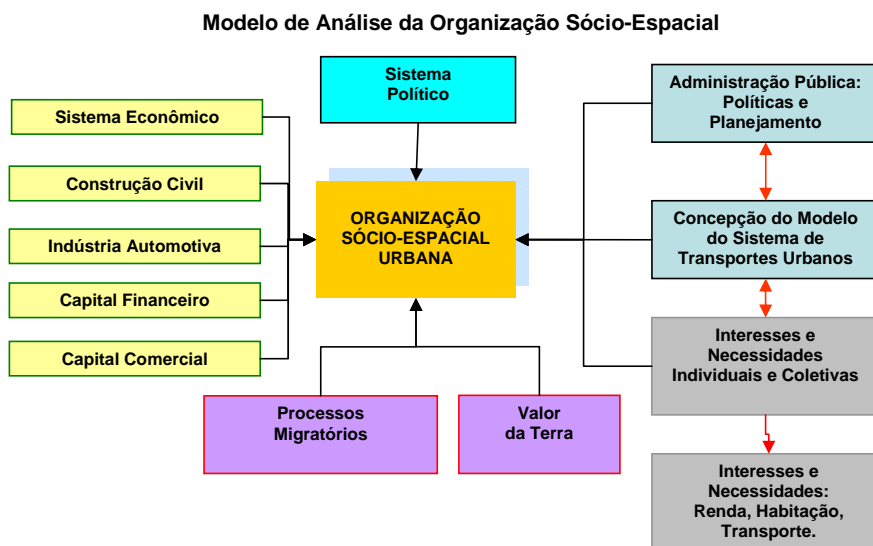 Modelo de Análise da Organização Sócio-Espacial
Sistema
Político
Sistema Econômico
Construção Civil
Indústria Automotiva
Capital Financeiro
Capital Comercial
ORGANIZAÇÃO
SÓCIO-ESPACIAL
URBANA
Processos
Migratórios
Valor
da Terra
Administração Pública:
Políticas e
Planejamento
Concepção do Modelo
do Sistema de
Transportes Urbanos
Interesses e
Necessidades
Individuais e Coletivas
Interesses e
Necessidades:
Renda, Habitação,
Transporte.